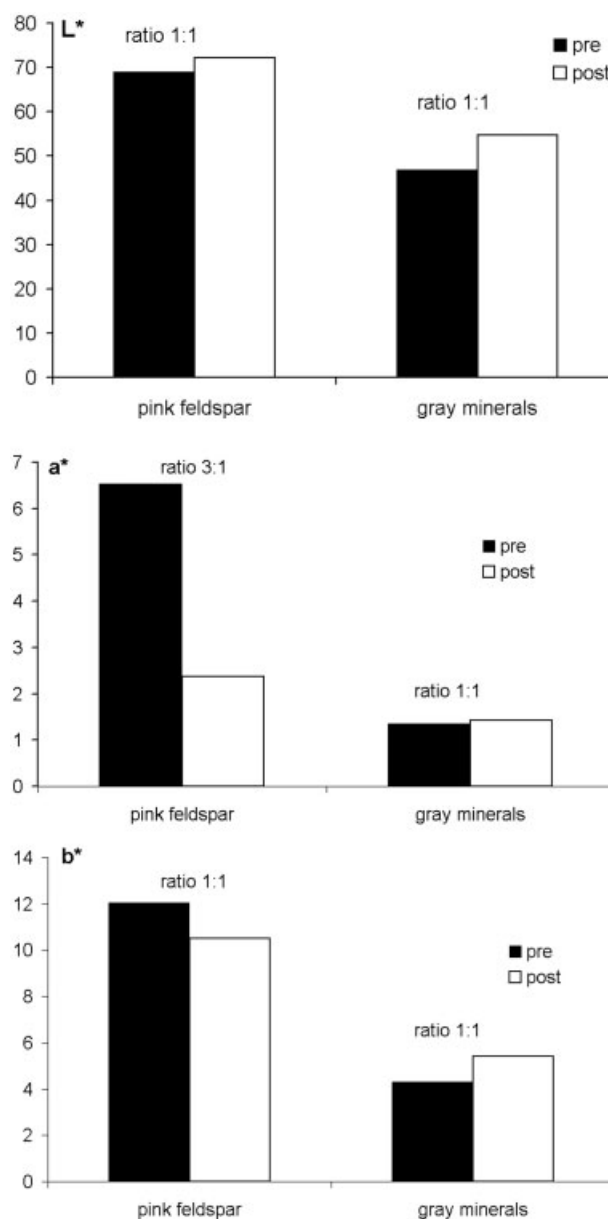 L*
80
70
60
50
40
30
20
10
0
ratio 1:1
ratio 1:1
pre
post
pink feldspar gray minerals
a*
7
6
5
4
3
2
1
0
ratio 3:1
ratio 1:1
pre
post
pink feldspar gray minerals
b*
14
12
10
8
6
4
2
0
ratio 1:1
ratio 1:1
pre
post
pink feldspar gray minerals